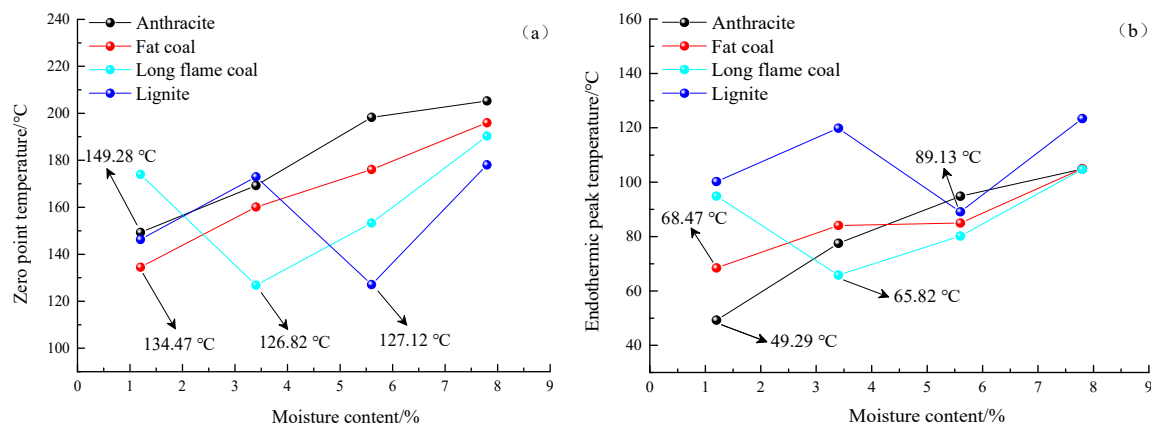 (a)
Anthracite
Fat coal
Long flame coal
Lignite
Zero point temperature/℃
240
220
200
180
160
140
120
100
149.28 ℃
134.47 ℃
126.82 ℃
127.12 ℃
0 1 2 3 4 5 6 7 8 9
Moisture content/%
(b)
Anthracite
Fat coal
Long flame coal
Lignite
Endothermic peak temperature/℃
160
140
120
100
80
60
40
89.13 ℃
68.47 ℃
65.82 ℃
49.29 ℃
0 1 2 3 4 5 6 7 8 9
Moisture content/%